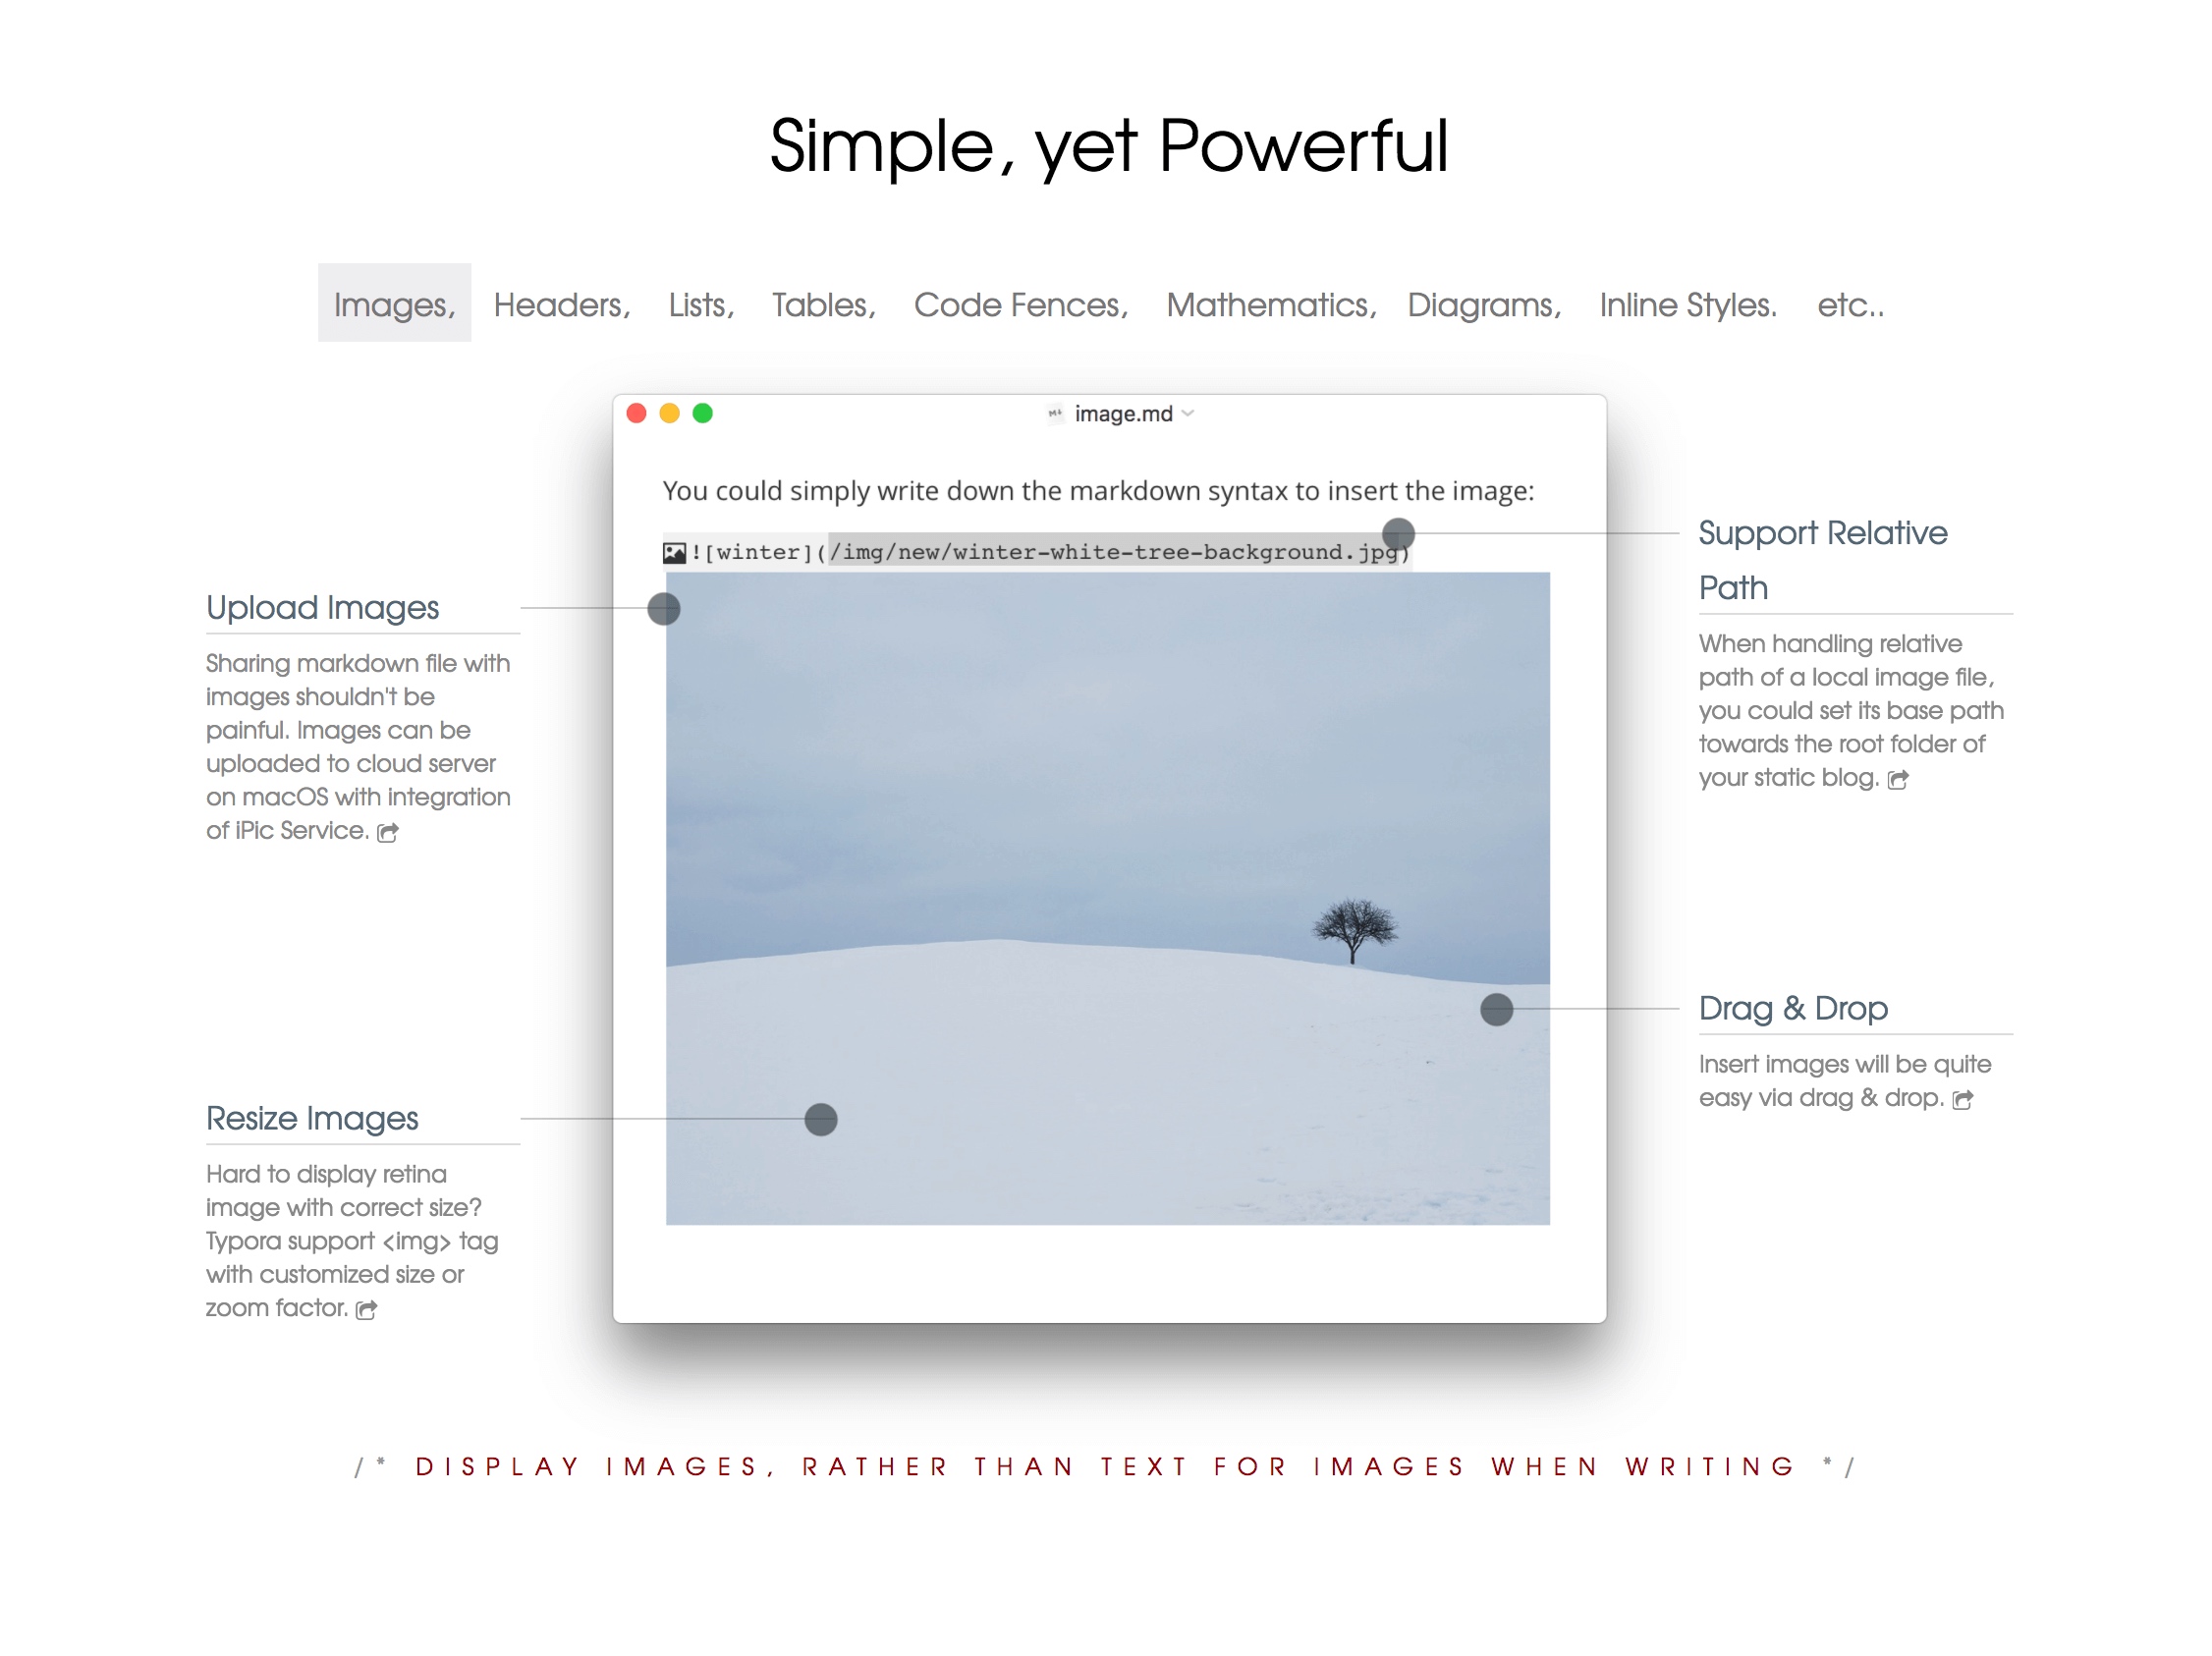 Simple, yet Powerful
Images, Headers, Lists, Tables, Code Fences, Mathematics, Diagrams, Inline Styles. etc..
image.md
You could simply write down the markdown syntax to insert the image:
![winter](/img/new/winter-white-tree-background.jpg)
Upload Images
Sharing markdown file with
images shouldn't be
painful. Images can be
uploaded to cloud server
on macOS with integration
of iPic Service.
Resize Images
Hard to display retina
image with correct size?
Typora support <img> tag
with customized size or
zoom factor.
Support Relative
Path
When handling relative
path of a local image file,
you could set its base path
towards the root folder of
your static blog.
Drag & Drop
Insert images will be quite
easy via drag & drop.
/* DISPLAY IMAGES, RATHER THAN TEXT FOR IMAGES WHEN WRITING */